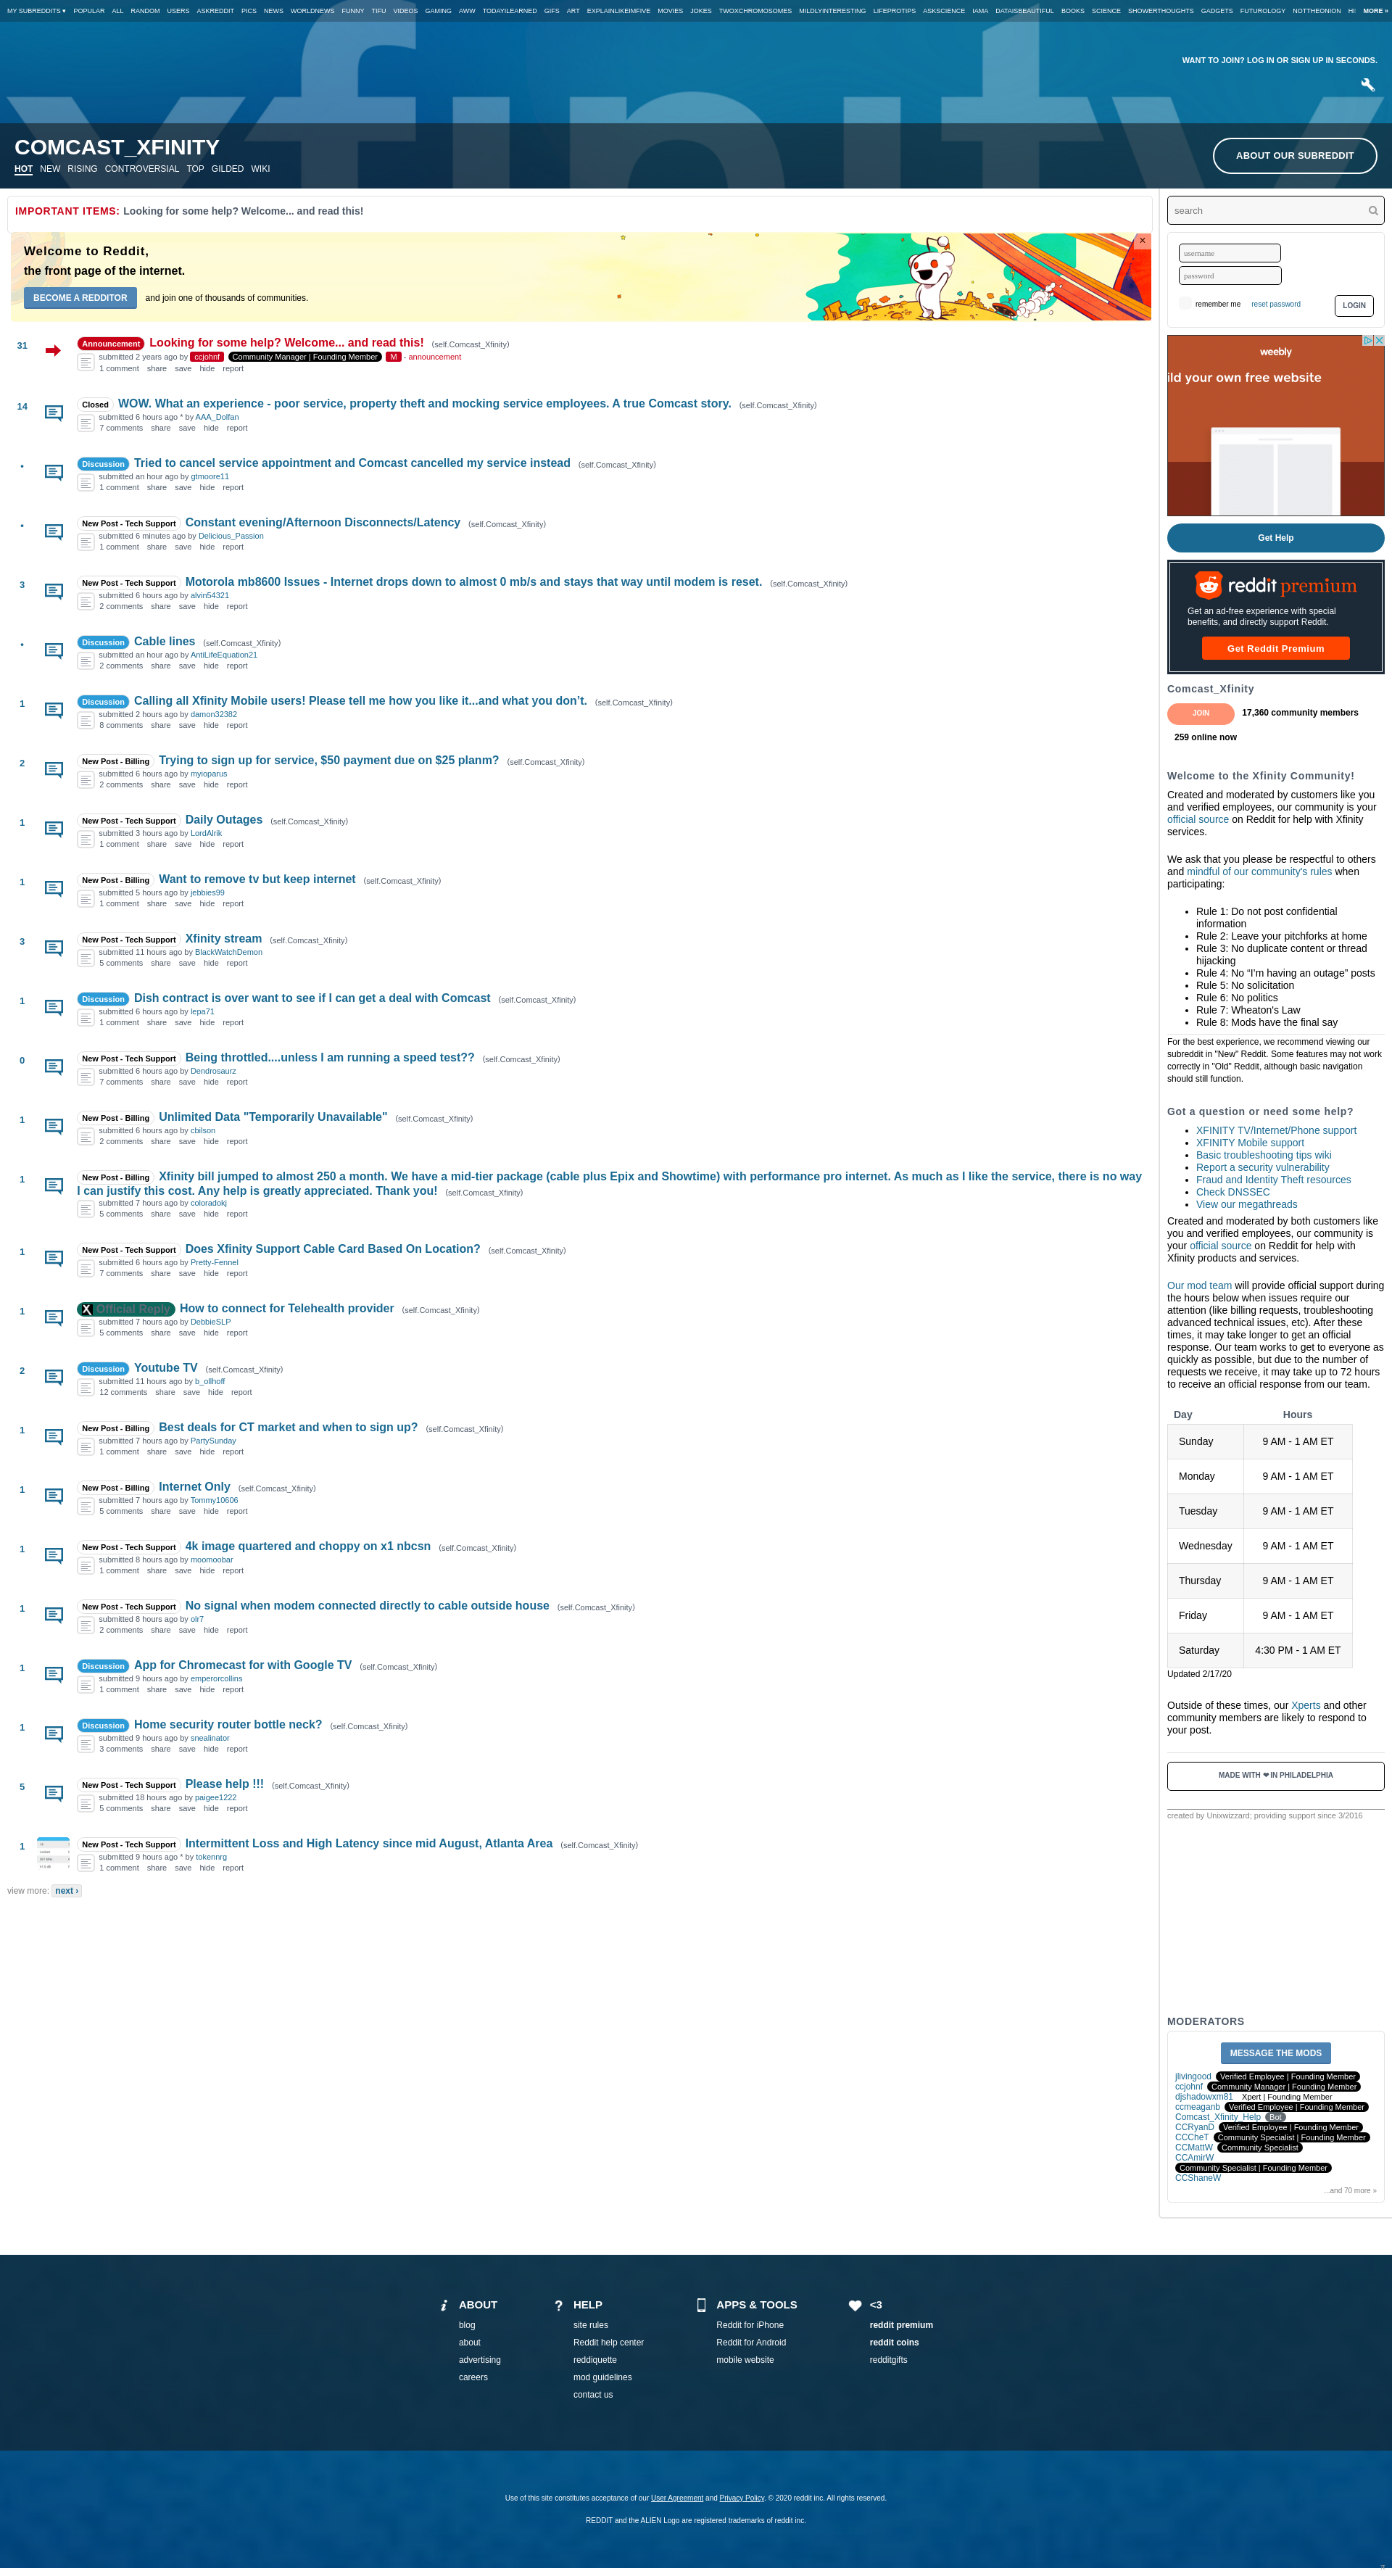 MY SUBREDDITS ▾ POPULAR ALL RANDOM USERS ASKREDDIT PICS NEWS WORLDNEWS FUNNY TIFU VIDEOS GAMING AWW TODAYILEARNED GIFS ART EXPLAINLIKEIMFIVE MOVIES JOKES TWOXCHROMOSOMES MILDLYINTERESTING LIFEPROTIPS ASKSCIENCE IAMA DATAISBEAUTIFUL BOOKS SCIENCE SHOWERTHOUGHTS GADGETS FUTUROLOGY NOTTHEONION HI MORE »
WANT TO JOIN? LOG IN OR SIGN UP IN SECONDS.
xfinity
COMCAST_XFINITY
HOT NEW RISING CONTROVERSIAL TOP GILDED WIKI
ABOUT OUR SUBREDDIT
IMPORTANT ITEMS: Looking for some help? Welcome... and read this!
Welcome to Reddit,
the front page of the internet.
BECOME A REDDITOR and join one of thousands of communities.
×
31
Announcement Looking for some help? Welcome... and read this! (self.Comcast_Xfinity)
submitted 2 years ago by ccjohnf Community Manager | Founding Member M - announcement
1 comment share save hide report
14
Closed WOW. What an experience - poor service, property theft and mocking service employees. A true Comcast story. (self.Comcast_Xfinity)
submitted 6 hours ago * by AAA_Dolfan
7 comments share save hide report
•
Discussion Tried to cancel service appointment and Comcast cancelled my service instead (self.Comcast_Xfinity)
submitted an hour ago by gtmoore11
1 comment share save hide report
•
New Post - Tech Support Constant evening/Afternoon Disconnects/Latency (self.Comcast_Xfinity)
submitted 6 minutes ago by Delicious_Passion
1 comment share save hide report
3
New Post - Tech Support Motorola mb8600 Issues - Internet drops down to almost 0 mb/s and stays that way until modem is reset. (self.Comcast_Xfinity)
submitted 6 hours ago by alvin54321
2 comments share save hide report
•
Discussion Cable lines (self.Comcast_Xfinity)
submitted an hour ago by AntiLifeEquation21
2 comments share save hide report
1
Discussion Calling all Xfinity Mobile users! Please tell me how you like it...and what you don't. (self.Comcast_Xfinity)
submitted 2 hours ago by damon32382
8 comments share save hide report
2
New Post - Billing Trying to sign up for service, $50 payment due on $25 planm? (self.Comcast_Xfinity)
submitted 6 hours ago by myioparus
2 comments share save hide report
1
New Post - Tech Support Daily Outages (self.Comcast_Xfinity)
submitted 3 hours ago by LordAlrik
1 comment share save hide report
1
New Post - Billing Want to remove tv but keep internet (self.Comcast_Xfinity)
submitted 5 hours ago by jebbies99
1 comment share save hide report
3
New Post - Tech Support Xfinity stream (self.Comcast_Xfinity)
submitted 11 hours ago by BlackWatchDemon
5 comments share save hide report
1
Discussion Dish contract is over want to see if I can get a deal with Comcast (self.Comcast_Xfinity)
submitted 6 hours ago by lepa71
1 comment share save hide report
0
New Post - Tech Support Being throttled....unless I am running a speed test?? (self.Comcast_Xfinity)
submitted 6 hours ago by Dendrosaurz
7 comments share save hide report
1
New Post - Billing Unlimited Data "Temporarily Unavailable" (self.Comcast_Xfinity)
submitted 6 hours ago by cbilson
2 comments share save hide report
1
New Post - Billing Xfinity bill jumped to almost 250 a month. We have a mid-tier package (cable plus Epix and Showtime) with performance pro internet. As much as I like the service, there is no way
I can justify this cost. Any help is greatly appreciated. Thank you! (self.Comcast_Xfinity)
submitted 7 hours ago by coloradokj
5 comments share save hide report
1
New Post - Tech Support Does Xfinity Support Cable Card Based On Location? (self.Comcast_Xfinity)
submitted 6 hours ago by Pretty-Fennel
7 comments share save hide report
1
X Official Reply How to connect for Telehealth provider (self.Comcast_Xfinity)
submitted 7 hours ago by DebbieSLP
5 comments share save hide report
2
Discussion Youtube TV (self.Comcast_Xfinity)
submitted 11 hours ago by b_ollhoff
12 comments share save hide report
1
New Post - Billing Best deals for CT market and when to sign up? (self.Comcast_Xfinity)
submitted 7 hours ago by PartySunday
1 comment share save hide report
1
New Post - Billing Internet Only (self.Comcast_Xfinity)
submitted 7 hours ago by Tommy10606
5 comments share save hide report
1
New Post - Tech Support 4k image quartered and choppy on x1 nbcsn (self.Comcast_Xfinity)
submitted 8 hours ago by moomoobar
1 comment share save hide report
1
New Post - Tech Support No signal when modem connected directly to cable outside house (self.Comcast_Xfinity)
submitted 8 hours ago by olr7
2 comments share save hide report
1
Discussion App for Chromecast for with Google TV (self.Comcast_Xfinity)
submitted 9 hours ago by emperorcollins
1 comment share save hide report
1
Discussion Home security router bottle neck? (self.Comcast_Xfinity)
submitted 9 hours ago by snealinator
3 comments share save hide report
5
New Post - Tech Support Please help !!! (self.Comcast_Xfinity)
submitted 18 hours ago by paigee1222
5 comments share save hide report
1
New Post - Tech Support Intermittent Loss and High Latency since mid August, Atlanta Area (self.Comcast_Xfinity)
submitted 9 hours ago * by tokennrg
1 comment share save hide report
view more: next ›
search
username
password
remember me reset password LOGIN
weebly
ild your own free website
Get Help
reddit premium
Get an ad-free experience with special
benefits, and directly support Reddit.
Get Reddit Premium
Comcast_Xfinity
JOIN 17,360 community members
259 online now
Welcome to the Xfinity Community!
Created and moderated by customers like you
and verified employees, our community is your
official source on Reddit for help with Xfinity
services.
We ask that you please be respectful to others
and mindful of our community's rules when
participating:
• Rule 1: Do not post confidential
information
• Rule 2: Leave your pitchforks at home
• Rule 3: No duplicate content or thread
hijacking
• Rule 4: No “I'm having an outage” posts
• Rule 5: No solicitation
• Rule 6: No politics
• Rule 7: Wheaton's Law
• Rule 8: Mods have the final say
For the best experience, we recommend viewing our
subreddit in "New" Reddit. Some features may not work
correctly in "Old" Reddit, although basic navigation
should still function.
Got a question or need some help?
• XFINITY TV/Internet/Phone support
• XFINITY Mobile support
• Basic troubleshooting tips wiki
• Report a security vulnerability
• Fraud and Identity Theft resources
• Check DNSSEC
• View our megathreads
Created and moderated by both customers like
you and verified employees, our community is
your official source on Reddit for help with
Xfinity products and services.
Our mod team will provide official support during
the hours below when issues require our
attention (like billing requests, troubleshooting
advanced technical issues, etc). After these
times, it may take longer to get an official
response. Our team works to get to everyone as
quickly as possible, but due to the number of
requests we receive, it may take up to 72 hours
to receive an official response from our team.
Day Hours
Sunday 9 AM - 1 AM ET
Monday 9 AM - 1 AM ET
Tuesday 9 AM - 1 AM ET
Wednesday 9 AM - 1 AM ET
Thursday 9 AM - 1 AM ET
Friday 9 AM - 1 AM ET
Saturday 4:30 PM - 1 AM ET
Updated 2/17/20
Outside of these times, our Xperts and other
community members are likely to respond to
your post.
MADE WITH ❤ IN PHILADELPHIA
created by Unixwizzard; providing support since 3/2016
MODERATORS
MESSAGE THE MODS
jlivingood Verified Employee | Founding Member
ccjohnf Community Manager | Founding Member
djshadowxm81 Xpert | Founding Member
ccmeaganb Verified Employee | Founding Member
Comcast_Xfinity_Help Bot
CCRyanD Verified Employee | Founding Member
CCCheT Community Specialist | Founding Member
CCMattW Community Specialist
CCAmirW
Community Specialist | Founding Member
CCShaneW
...and 70 more »
ABOUT
blog
about
advertising
careers
HELP
site rules
Reddit help center
reddiquette
mod guidelines
contact us
APPS & TOOLS
Reddit for iPhone
Reddit for Android
mobile website
<3
reddit premium
reddit coins
redditgifts
Use of this site constitutes acceptance of our User Agreement and Privacy Policy. © 2020 reddit inc. All rights reserved.
REDDIT and the ALIEN Logo are registered trademarks of reddit inc.